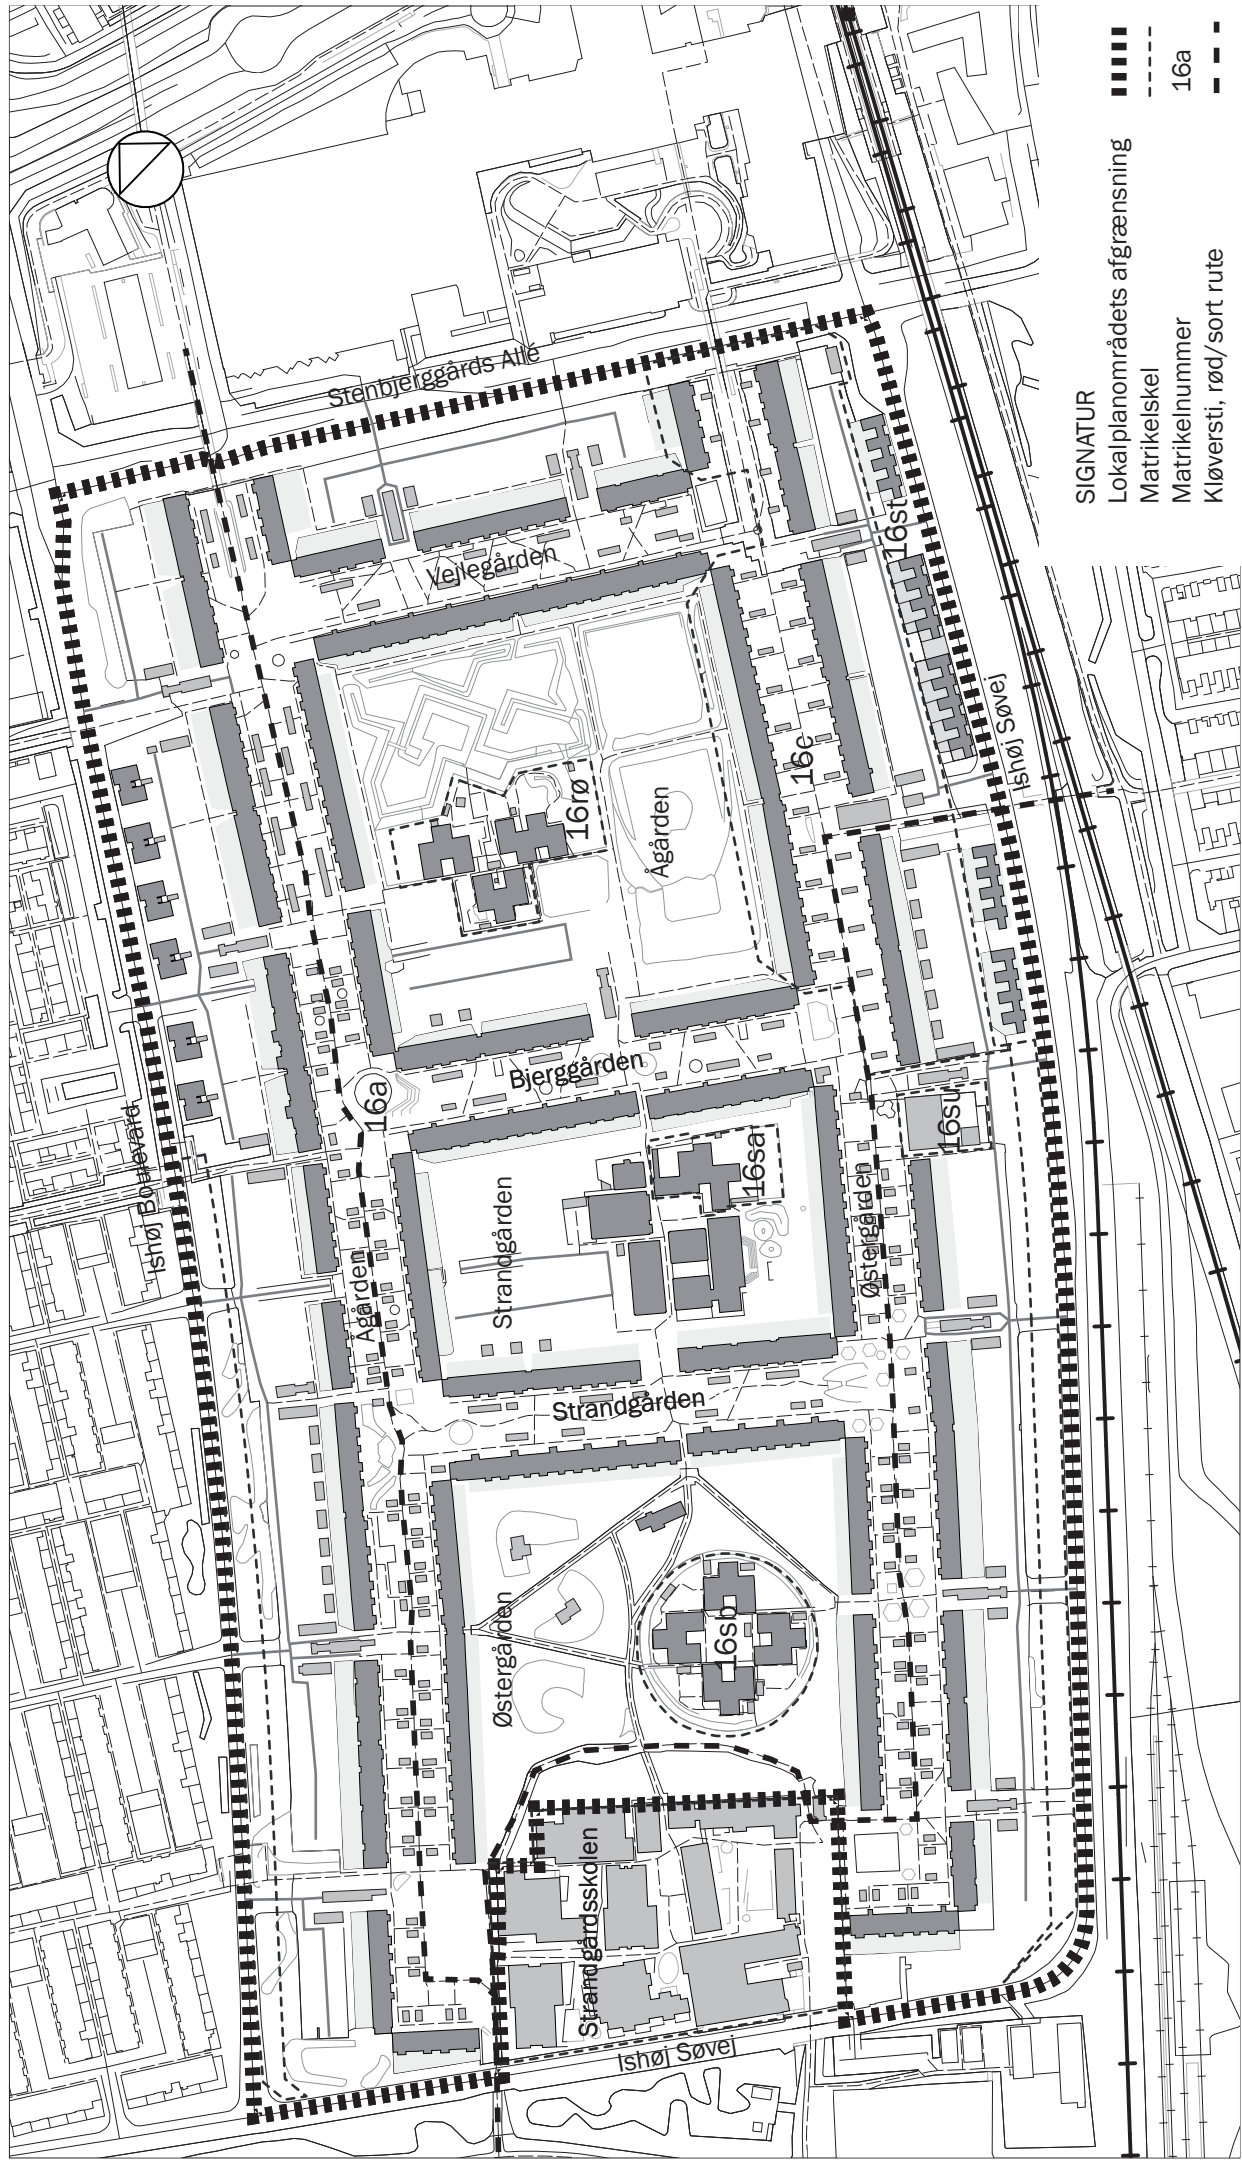 Stenbjerggårds Allé
Vejlegården
16st
16c
Ishøj Søvej
16rø
Ågården
Bjerggården
16a
Ishøj Boulevard
16su
16sa
Strandgården
Østergården
Ågården
Strandgården
Østergården
16sb
Strandgårdsskolen
Ishøj Søvej
SIGNATUR
Lokalplanområdets afgrænsning
Matrikelskel
Matrikelnummer 16a
Kløversti, rød/sort rute